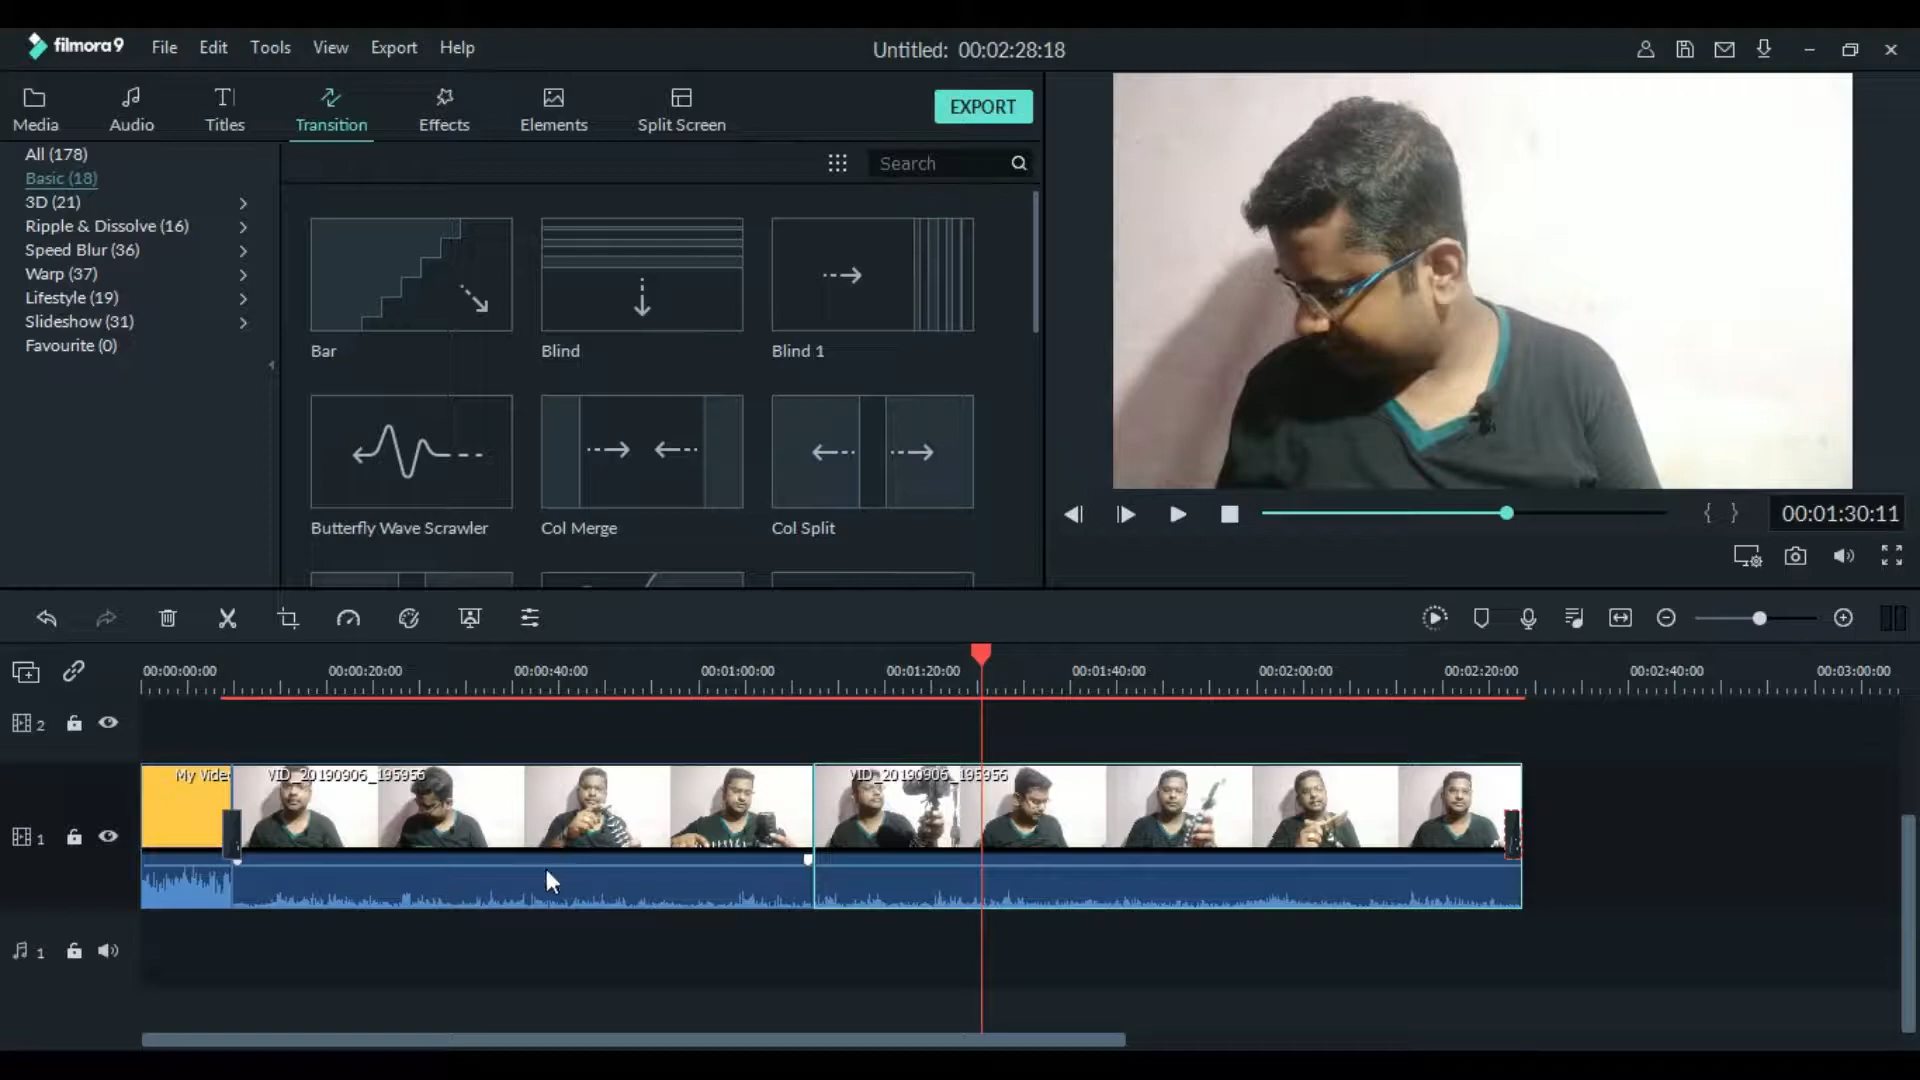 filmora9 File Edit Tools View Export Help Untitled: 00:02:28:18
Media Audio Titles Transition Effects Elements Split Screen EXPORT
All (178)
Basic (18)
3D (21)
Ripple & Dissolve (16)
Speed Blur (36)
Warp (37)
Lifestyle (19)
Slideshow (31)
Favourite (0)
Search
Bar Blind Blind 1
Butterfly Wave Scrawler Col Merge Col Split
00:01:30:11
00:00:00:00 00:00:20:00 00:00:40:00 00:01:00:00 00:01:20:00 00:01:40:00 00:02:00:00 00:02:20:00 00:02:40:00 00:03:00:00
2
My Vide VID_20190906_195956 VID_20190906_195956
1
1